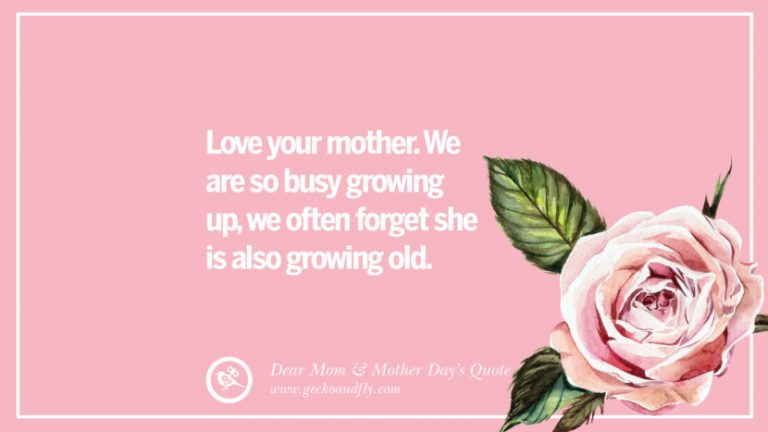 Love your mother. We
are so busy growing
up, we often forget she
is also growing old.
Dear Mom & Mother Day's Quote
www.geckoandfly.com